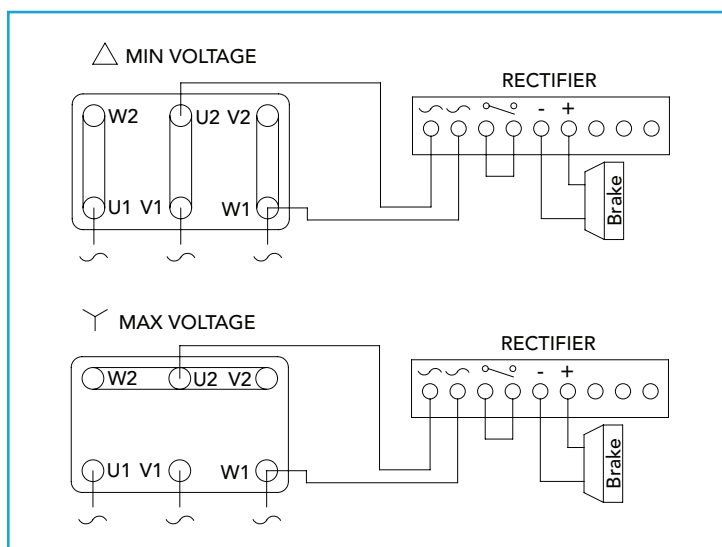 △ MIN VOLTAGE
RECTIFIER
W2 U2 V2
- +
U1 V1 W1
Brake
MAX VOLTAGE
RECTIFIER
W2 U2 V2
- +
U1 V1 W1
Brake